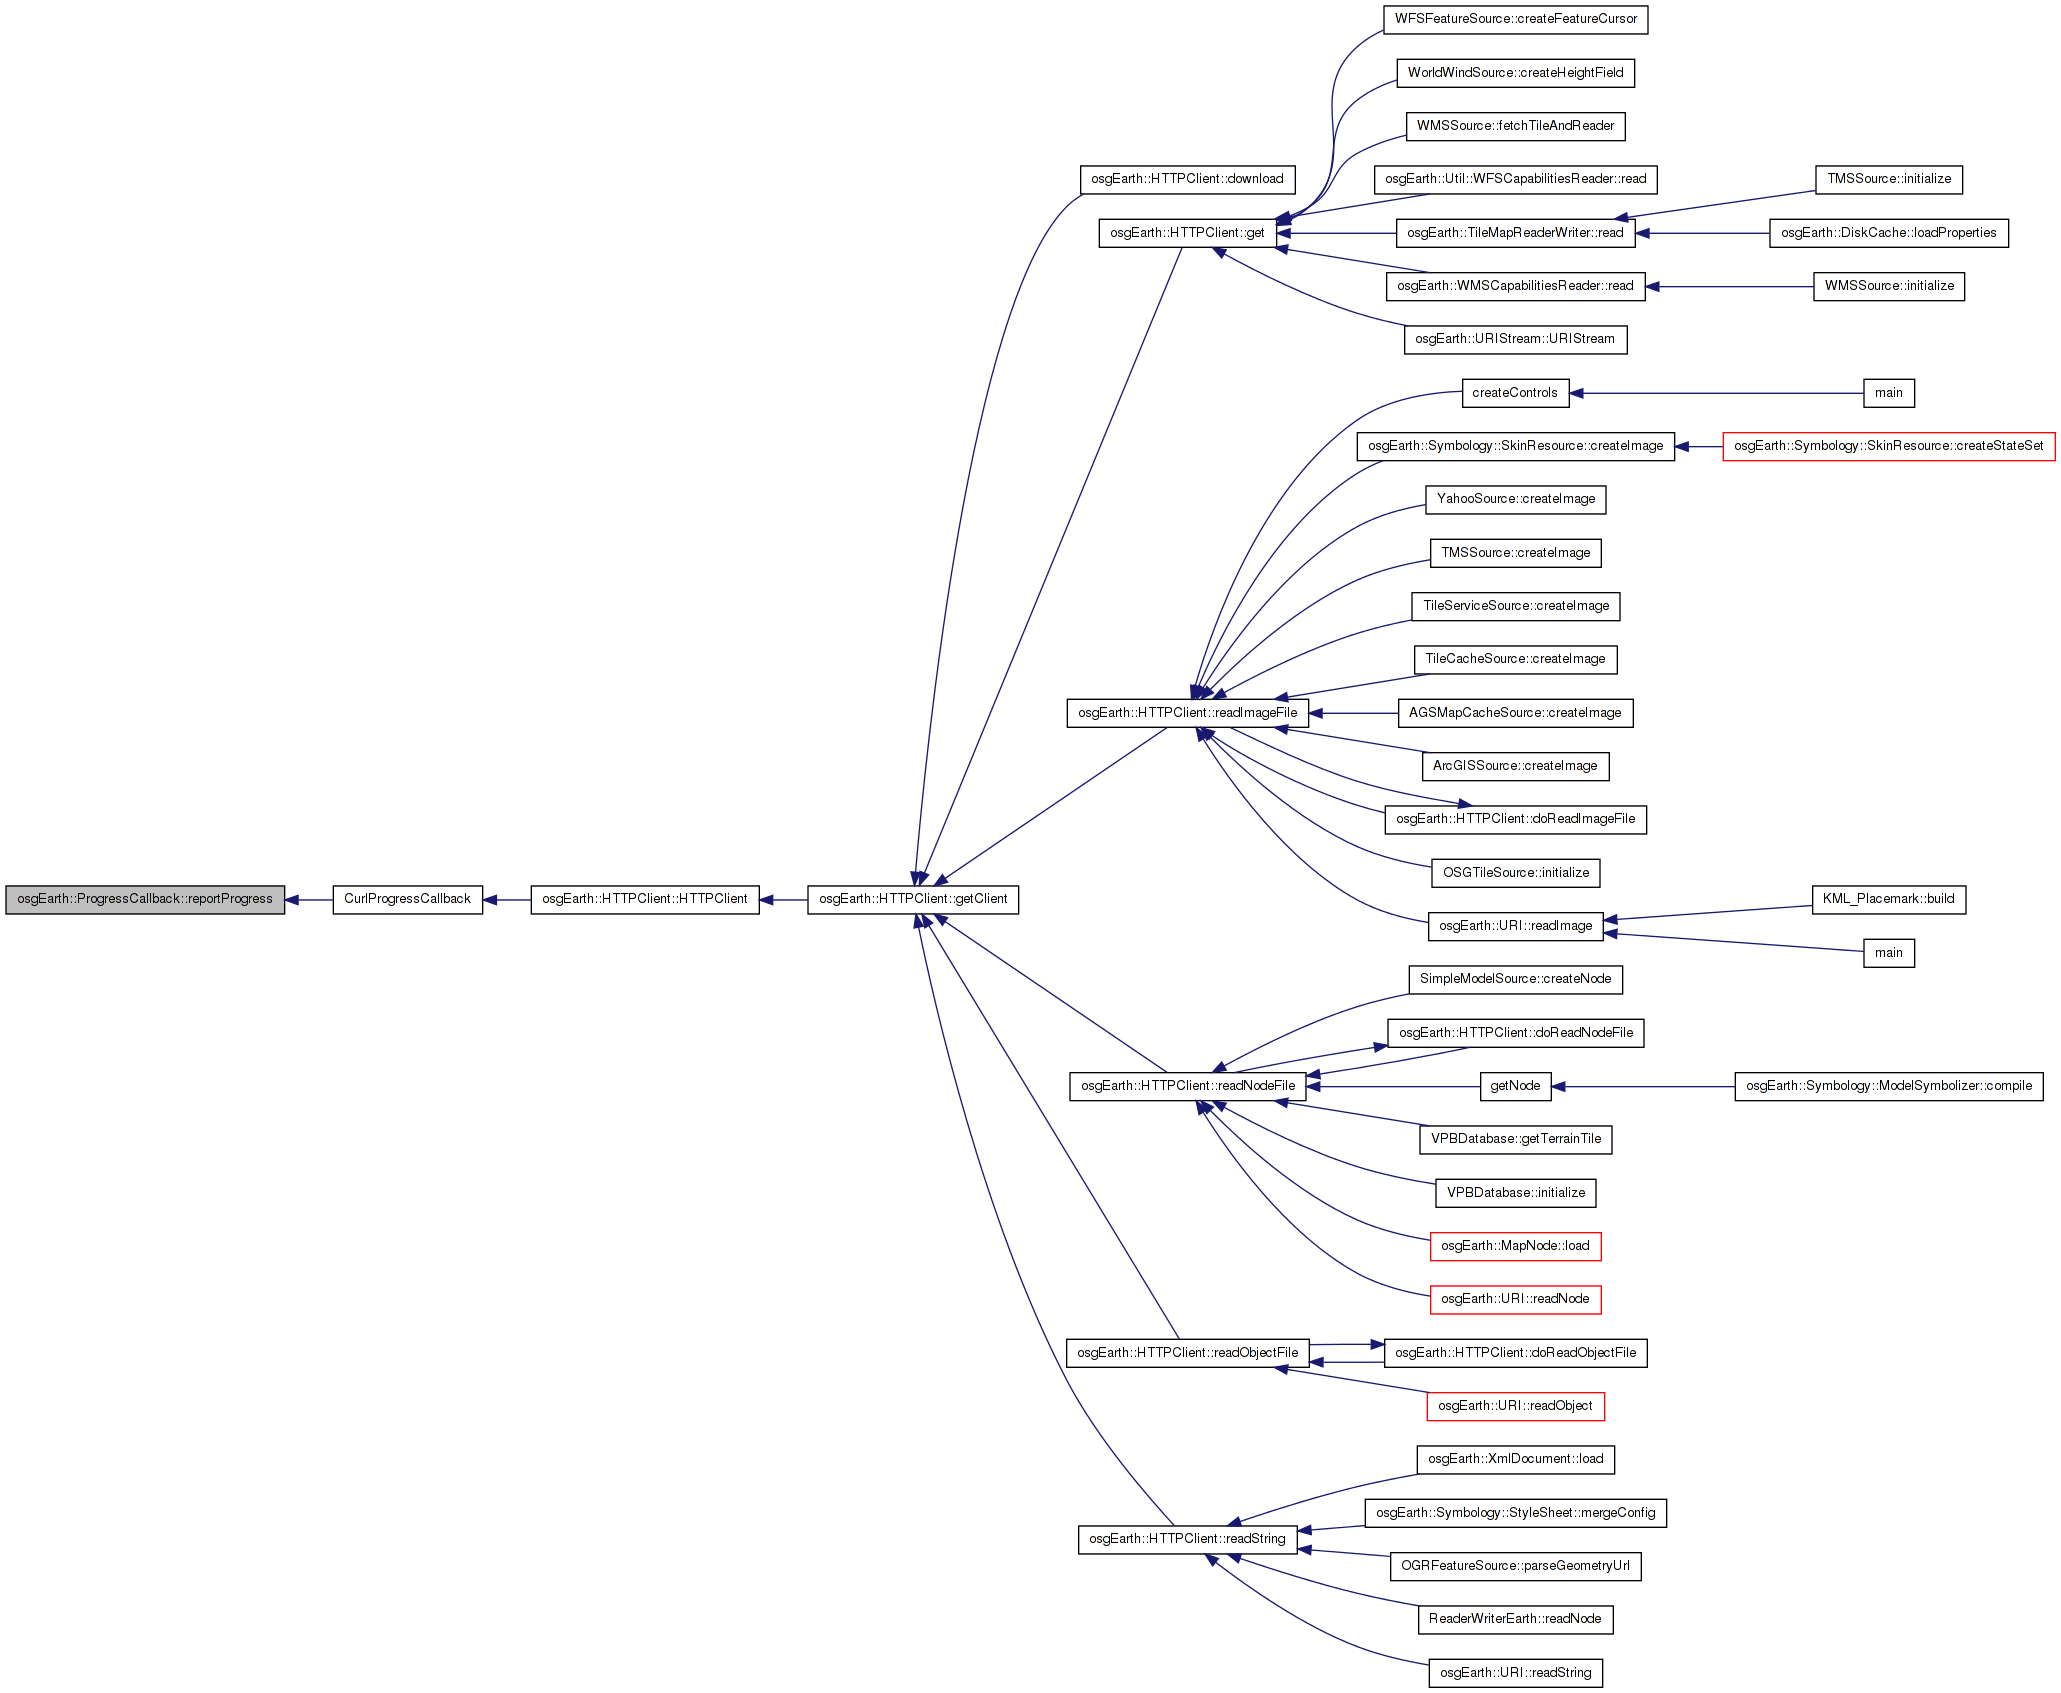 WFSFeatureSource::createFeatureCursor
WorldWindSource::createHeightField
WMSSource::fetchTileAndReader
osgEarth::HTTPClient::download
osgEarth::Util::WFSCapabilitiesReader::read
TMSSource::initialize
osgEarth::HTTPClient::get
osgEarth::TileMapReaderWriter::read
osgEarth::DiskCache::loadProperties
osgEarth::WMSCapabilitiesReader::read
WMSSource::initialize
osgEarth::URIStream::URIStream
createControls
main
osgEarth::Symbology::SkinResource::createImage
osgEarth::Symbology::SkinResource::createStateSet
YahooSource::createImage
TMSSource::createImage
TileServiceSource::createImage
TileCacheSource::createImage
osgEarth::HTTPClient::readImageFile
AGSMapCacheSource::createImage
ArcGISSource::createImage
osgEarth::HTTPClient::doReadImageFile
OSGTileSource::initialize
osgEarth::ProgressCallback::reportProgress
CurlProgressCallback
osgEarth::HTTPClient::HTTPClient
osgEarth::HTTPClient::getClient
KML_Placemark::build
osgEarth::URI::readImage
main
SimpleModelSource::createNode
osgEarth::HTTPClient::doReadNodeFile
osgEarth::HTTPClient::readNodeFile
getNode
osgEarth::Symbology::ModelSymbolizer::compile
VPBDatabase::getTerrainTile
VPBDatabase::initialize
osgEarth::MapNode::load
osgEarth::URI::readNode
osgEarth::HTTPClient::readObjectFile
osgEarth::HTTPClient::doReadObjectFile
osgEarth::URI::readObject
osgEarth::XmlDocument::load
osgEarth::Symbology::StyleSheet::mergeConfig
osgEarth::HTTPClient::readString
OGRFeatureSource::parseGeometryUrl
ReaderWriterEarth::readNode
osgEarth::URI::readString